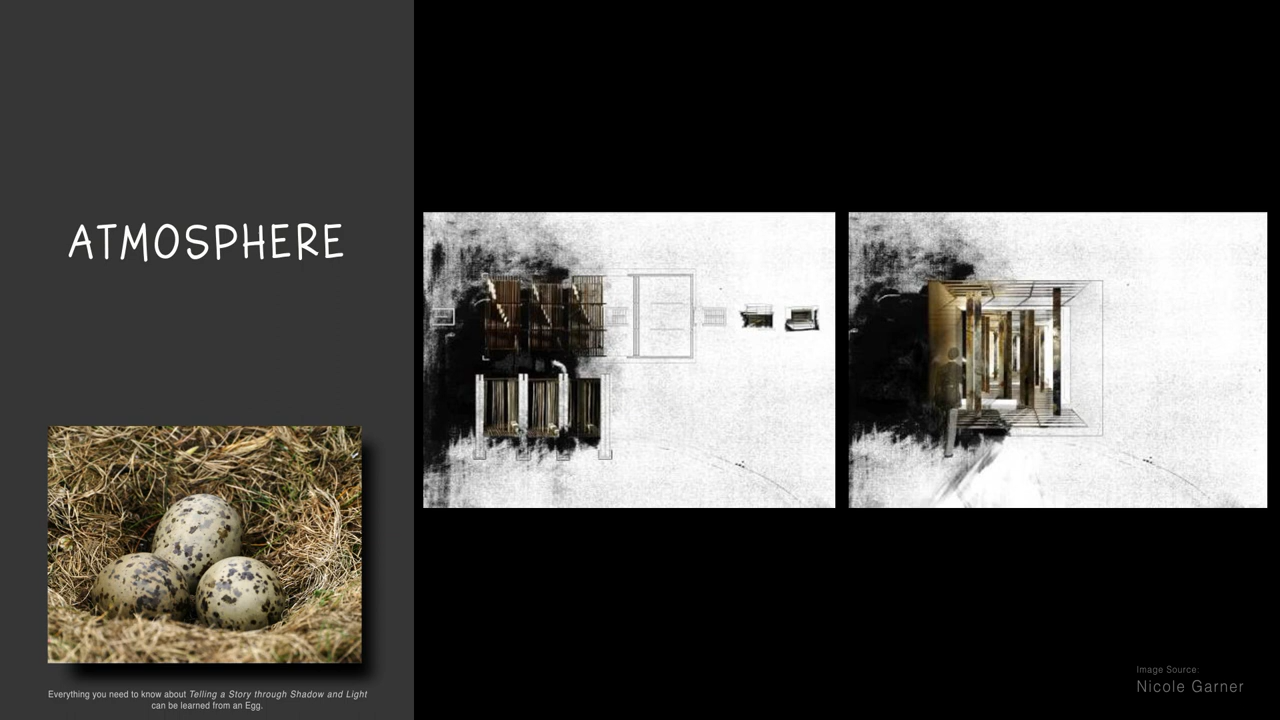 ATMOSPHERE
Everything you need to know about Telling a Story through Shadow and Light
can be learned from an Egg.
Image Source:
Nicole Garner